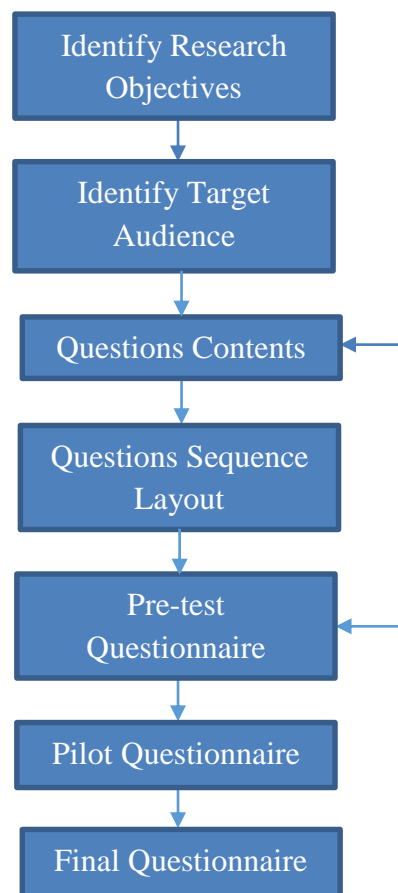 Identify Research
Objectives
Identify Target
Audience
Questions Contents
Questions Sequence
Layout
Pre-test
Questionnaire
Pilot Questionnaire
Final Questionnaire